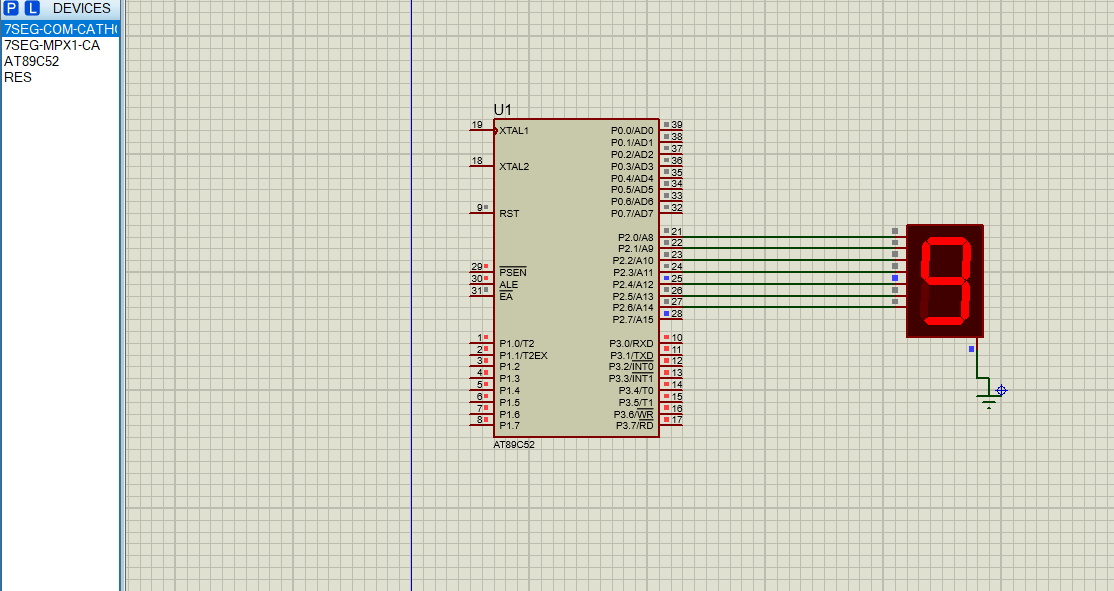 P L DEVICES
7SEG-COM-CATHO
7SEG-MPX1-CA
AT89C52
RES
U1
19 XTAL1
18 XTAL2
9 RST
29 PSEN
30 ALE
31 EA
1 P1.0/T2
2 P1.1/T2EX
3 P1.2
4 P1.3
5 P1.4
6 P1.5
7 P1.6
8 P1.7
P0.0/AD0 39
P0.1/AD1 38
P0.2/AD2 37
P0.3/AD3 36
P0.4/AD4 35
P0.5/AD5 34
P0.6/AD6 33
P0.7/AD7 32
P2.0/A8 21
P2.1/A9 22
P2.2/A10 23
P2.3/A11 24
P2.4/A12 25
P2.5/A13 26
P2.6/A14 27
P2.7/A15 28
P3.0/RXD 10
P3.1/TXD 11
P3.2/INT0 12
P3.3/INT1 13
P3.4/T0 14
P3.5/T1 15
P3.6/WR 16
P3.7/RD 17
AT89C52
9